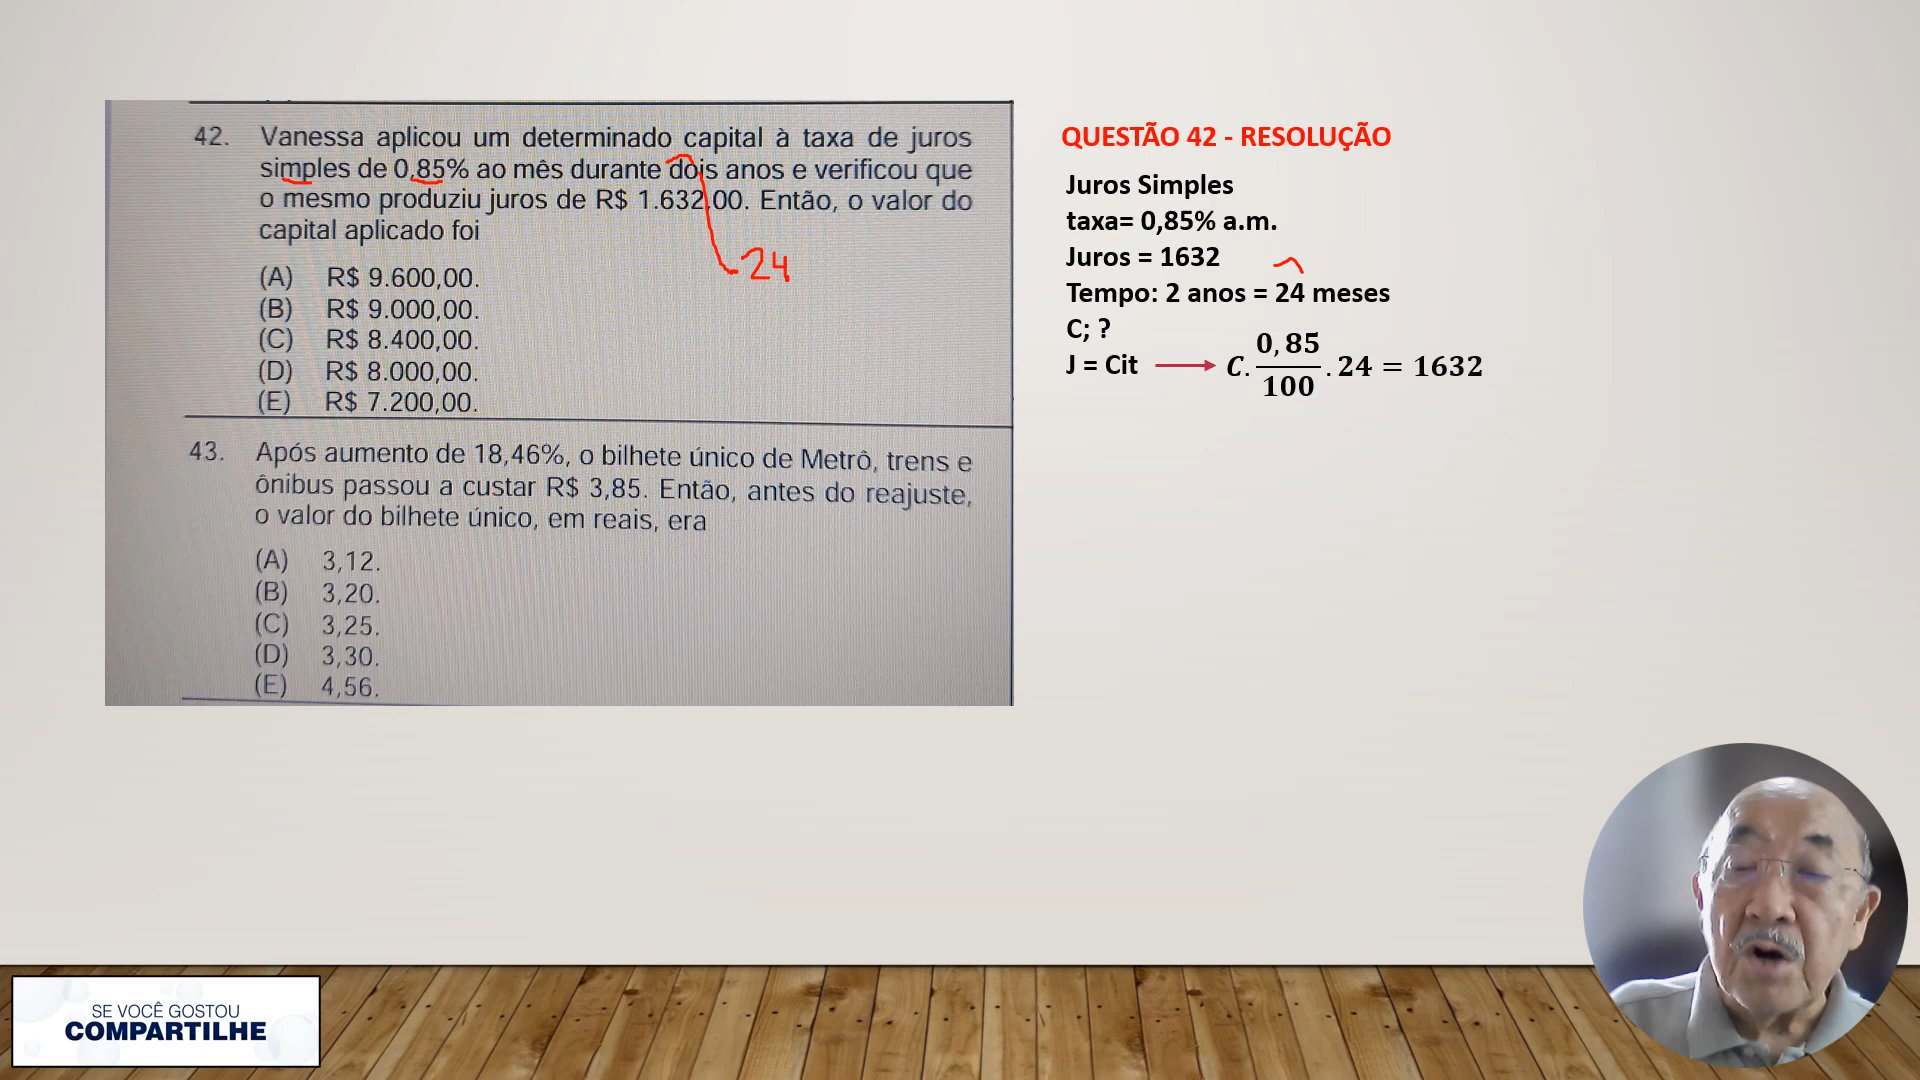 42. Vanessa aplicou um determinado capital à taxa de juros
simples de 0,85% ao mês durante dois anos e verificou que
o mesmo produziu juros de R$ 1.632,00. Então, o valor do
capital aplicado foi
24
(A) R$ 9.600,00.
(B) R$ 9.000,00.
(C) R$ 8.400,00.
(D) R$ 8.000,00.
(E) R$ 7.200,00.
43. Após aumento de 18,46%, o bilhete único de Metrô, trens e
ônibus passou a custar R$ 3,85. Então, antes do reajuste,
o valor do bilhete único, em reais, era
(A) 3,12.
(B) 3,20.
(C) 3,25.
(D) 3,30.
(E) 4,56.
QUESTÃO 42 - RESOLUÇÃO
Juros Simples
taxa= 0,85% a.m.
Juros = 1632
Tempo: 2 anos = 24 meses
C; ?
J = Cit → C. 0,85/100 . 24 = 1632
SE VOCÊ GOSTOU
COMPARTILHE